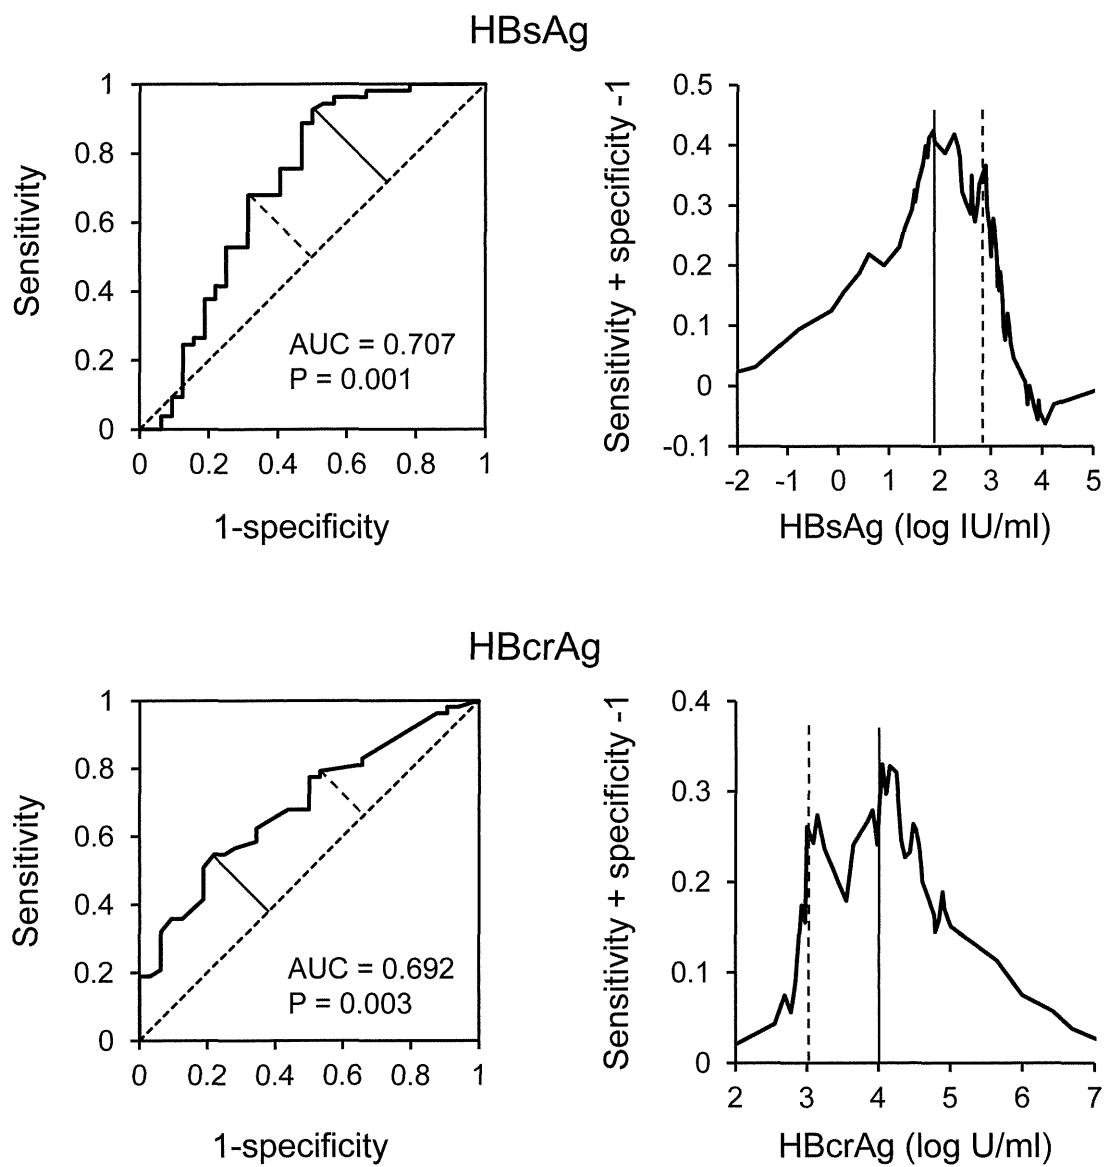 HBsAg
Sensitivity
1
0.8
0.6
0.4
0.2
0
0 0.2 0.4 0.6 0.8 1
1-specificity
AUC = 0.707
P = 0.001
Sensitivity + specificity -1
0.5
0.4
0.3
0.2
0.1
0
-0.1
-2 -1 0 1 2 3 4 5
HBsAg (log IU/ml)
HBcrAg
Sensitivity
1
0.8
0.6
0.4
0.2
0
0 0.2 0.4 0.6 0.8 1
1-specificity
AUC = 0.692
P = 0.003
Sensitivity + specificity -1
0.4
0.3
0.2
0.1
0
2 3 4 5 6 7
HBcrAg (log U/ml)